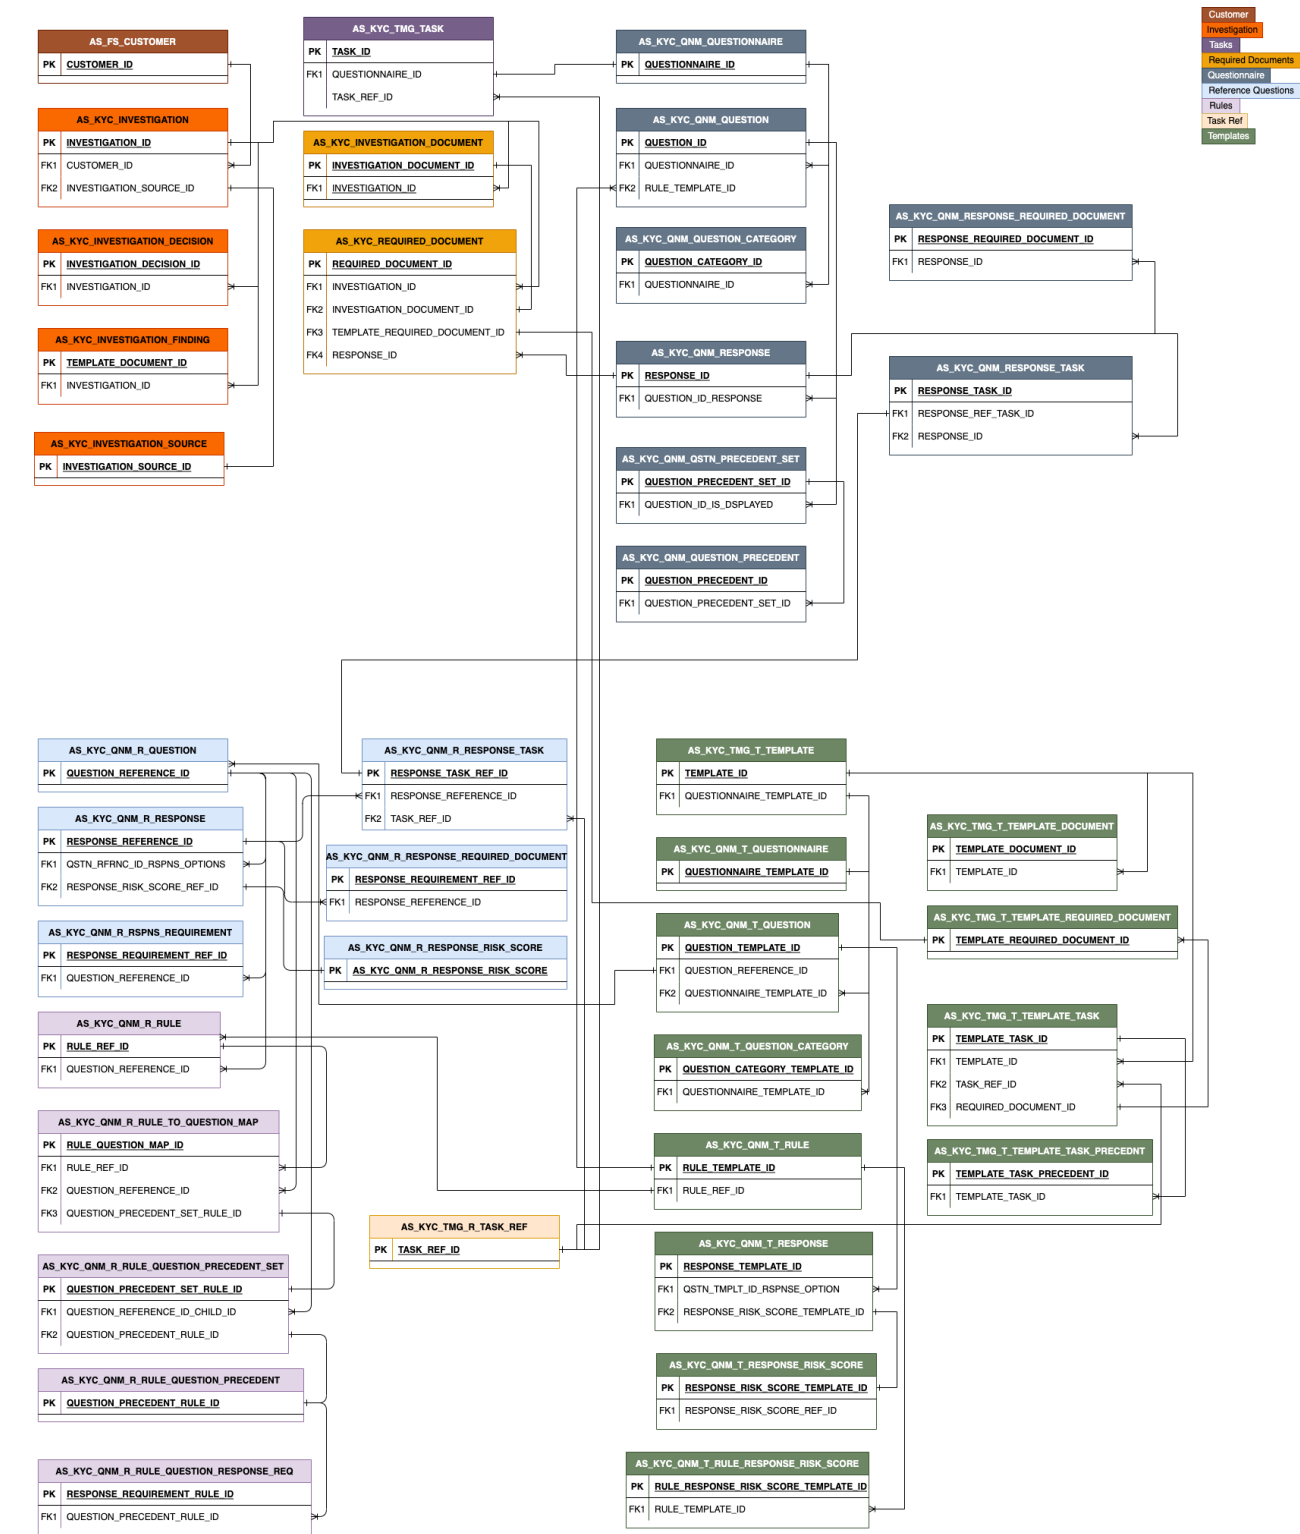 Customer
Investigation
Tasks
Required Documents
Questionnaire
Reference Questions
Rules
Task Ref
Templates
AS_FS_CUSTOMER
PK CUSTOMER_ID
AS_KYC_INVESTIGATION
PK INVESTIGATION_ID
FK1 CUSTOMER_ID
FK2 INVESTIGATION_SOURCE_ID
AS_KYC_INVESTIGATION_DECISION
PK INVESTIGATION_DECISION_ID
FK1 INVESTIGATION_ID
AS_KYC_INVESTIGATION_FINDING
PK TEMPLATE_DOCUMENT_ID
FK1 INVESTIGATION_ID
AS_KYC_INVESTIGATION_SOURCE
PK INVESTIGATION_SOURCE_ID
AS_KYC_TMG_TASK
PK TASK_ID
FK1 QUESTIONNAIRE_ID
TASK_REF_ID
AS_KYC_INVESTIGATION_DOCUMENT
PK INVESTIGATION_DOCUMENT_ID
FK1 INVESTIGATION_ID
AS_KYC_REQUIRED_DOCUMENT
PK REQUIRED_DOCUMENT_ID
FK1 INVESTIGATION_ID
FK2 INVESTIGATION_DOCUMENT_ID
FK3 TEMPLATE_REQUIRED_DOCUMENT_ID
FK4 RESPONSE_ID
AS_KYC_QNM_QUESTIONNAIRE
PK QUESTIONNAIRE_ID
AS_KYC_QNM_QUESTION
PK QUESTION_ID
FK1 QUESTIONNAIRE_ID
FK2 RULE_TEMPLATE_ID
AS_KYC_QNM_QUESTION_CATEGORY
PK QUESTION_CATEGORY_ID
FK1 QUESTIONNAIRE_ID
AS_KYC_QNM_RESPONSE
PK RESPONSE_ID
FK1 QUESTION_ID_RESPONSE
AS_KYC_QNM_QSTN_PRECEDENT_SET
PK QUESTION_PRECEDENT_SET_ID
FK1 QUESTION_ID_IS_DSPLAYED
AS_KYC_QNM_QUESTION_PRECEDENT
PK QUESTION_PRECEDENT_ID
FK1 QUESTION_PRECEDENT_SET_ID
AS_KYC_QNM_RESPONSE_REQUIRED_DOCUMENT
PK RESPONSE_REQUIRED_DOCUMENT_ID
FK1 RESPONSE_ID
AS_KYC_QNM_RESPONSE_TASK
PK RESPONSE_TASK_ID
FK1 RESPONSE_REF_TASK_ID
FK2 RESPONSE_ID
AS_KYC_QNM_R_QUESTION
PK QUESTION_REFERENCE_ID
AS_KYC_QNM_R_RESPONSE
PK RESPONSE_REFERENCE_ID
FK1 QSTN_RFRNC_ID_RSPNS_OPTIONS
FK2 RESPONSE_RISK_SCORE_REF_ID
AS_KYC_QNM_R_RSPNS_REQUIREMENT
PK RESPONSE_REQUIREMENT_REF_ID
FK1 QUESTION_REFERENCE_ID
AS_KYC_QNM_R_RULE
PK RULE_REF_ID
FK1 QUESTION_REFERENCE_ID
AS_KYC_QNM_R_RULE_TO_QUESTION_MAP
PK RULE_QUESTION_MAP_ID
FK1 RULE_REF_ID
FK2 QUESTION_REFERENCE_ID
FK3 QUESTION_PRECEDENT_SET_RULE_ID
AS_KYC_QNM_R_RULE_QUESTION_PRECEDENT_SET
PK QUESTION_PRECEDENT_SET_RULE_ID
FK1 QUESTION_REFERENCE_ID_CHILD_ID
FK2 QUESTION_PRECEDENT_RULE_ID
AS_KYC_QNM_R_RULE_QUESTION_PRECEDENT
PK QUESTION_PRECEDENT_RULE_ID
AS_KYC_QNM_R_RULE_QUESTION_RESPONSE_REQ
PK RESPONSE_REQUIREMENT_RULE_ID
FK1 QUESTION_PRECEDENT_RULE_ID
AS_KYC_QNM_R_RESPONSE_TASK
PK RESPONSE_TASK_REF_ID
FK1 RESPONSE_REFERENCE_ID
FK2 TASK_REF_ID
AS_KYC_QNM_R_RESPONSE_REQUIRED_DOCUMENT
PK RESPONSE_REQUIREMENT_REF_ID
FK1 RESPONSE_REFERENCE_ID
AS_KYC_QNM_R_RESPONSE_RISK_SCORE
PK AS_KYC_QNM_R_RESPONSE_RISK_SCORE
AS_KYC_TMG_R_TASK_REF
PK TASK_REF_ID
AS_KYC_TMG_T_TEMPLATE
PK TEMPLATE_ID
FK1 QUESTIONNAIRE_TEMPLATE_ID
AS_KYC_QNM_T_QUESTIONNAIRE
PK QUESTIONNAIRE_TEMPLATE_ID
AS_KYC_QNM_T_QUESTION
PK QUESTION_TEMPLATE_ID
FK1 QUESTION_REFERENCE_ID
FK2 QUESTIONNAIRE_TEMPLATE_ID
AS_KYC_QNM_T_QUESTION_CATEGORY
PK QUESTION_CATEGORY_TEMPLATE_ID
FK1 QUESTIONNAIRE_TEMPLATE_ID
AS_KYC_QNM_T_RULE
PK RULE_TEMPLATE_ID
FK1 RULE_REF_ID
AS_KYC_QNM_T_RESPONSE
PK RESPONSE_TEMPLATE_ID
FK1 QSTN_TMPLT_ID_RSPNSE_OPTION
FK2 RESPONSE_RISK_SCORE_TEMPLATE_ID
AS_KYC_QNM_T_RESPONSE_RISK_SCORE
PK RESPONSE_RISK_SCORE_TEMPLATE_ID
FK1 RESPONSE_RISK_SCORE_REF_ID
AS_KYC_QNM_T_RULE_RESPONSE_RISK_SCORE
PK RULE_RESPONSE_RISK_SCORE_TEMPLATE_ID
FK1 RULE_TEMPLATE_ID
AS_KYC_TMG_T_TEMPLATE_DOCUMENT
PK TEMPLATE_DOCUMENT_ID
FK1 TEMPLATE_ID
AS_KYC_TMG_T_TEMPLATE_REQUIRED_DOCUMENT
PK TEMPLATE_REQUIRED_DOCUMENT_ID
AS_KYC_TMG_T_TEMPLATE_TASK
PK TEMPLATE_TASK_ID
FK1 TEMPLATE_ID
FK2 TASK_REF_ID
FK3 REQUIRED_DOCUMENT_ID
AS_KYC_TMG_T_TEMPLATE_TASK_PRECEDNT
PK TEMPLATE_TASK_PRECEDENT_ID
FK1 TEMPLATE_TASK_ID